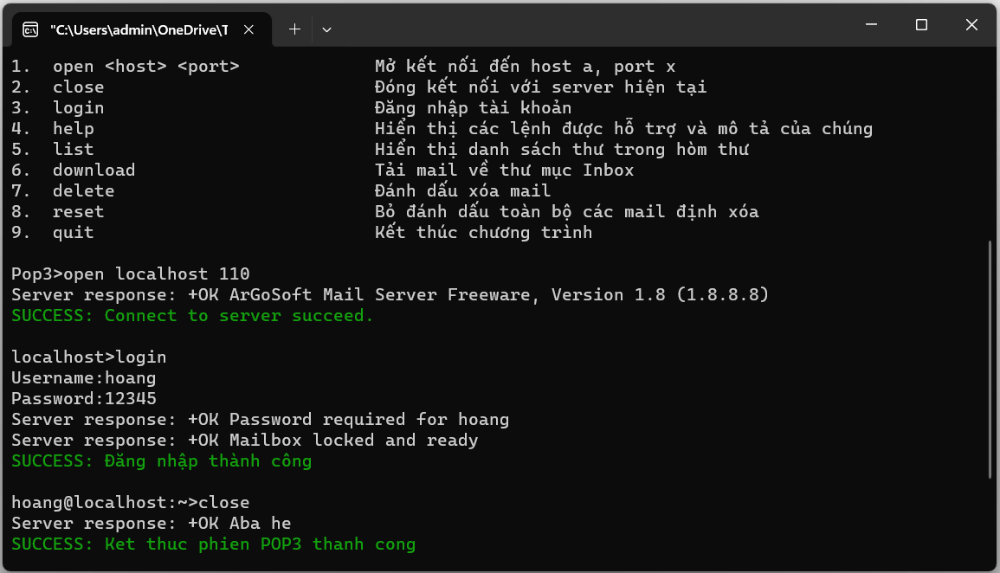 "C:\Users\admin\OneDrive\T
1. open <host> <port> Mở kết nối đến host a, port x
2. close Đóng kết nối với server hiện tại
3. login Đăng nhập tài khoản
4. help Hiển thị các lệnh được hỗ trợ và mô tả của chúng
5. list Hiển thị danh sách thư trong hòm thư
6. download Tải mail về thư mục Inbox
7. delete Đánh dấu xóa mail
8. reset Bỏ đánh dấu toàn bộ các mail định xóa
9. quit Kết thúc chương trình
Pop3>open localhost 110
Server response: +OK ArGoSoft Mail Server Freeware, Version 1.8 (1.8.8.8)
SUCCESS: Connect to server succeed.
localhost>login
Username:hoang
Password:12345
Server response: +OK Password required for hoang
Server response: +OK Mailbox locked and ready
SUCCESS: Đăng nhập thành công
hoang@localhost:~>close
Server response: +OK Aba he
SUCCESS: Ket thuc phien POP3 thanh cong